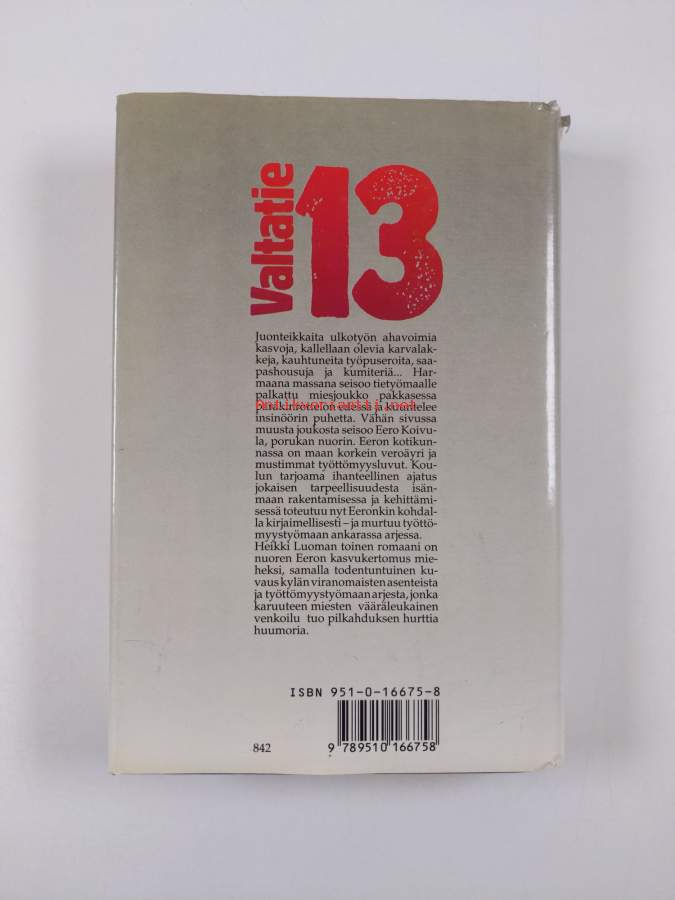 Valtatie 13
Juonteikkaita ulkotyön ahavoimia
kasvoja, kallellaan olevia karvalak-
keja, kauhtuneita työpuseroita, saa-
pashousuja ja kumiteriä... Har-
maana massana seisoo tietyömaalle
palkattu miesjoukko pakkasessa
antikvariantti.net
edessä ja kuuntelee
insinöörin puhetta. Vähän sivussa
muusta joukosta seisoo Eero Koivu-
la, porukan nuorin. Eeron kotikun-
nassa on maan korkein veroäyri ja
mustimmat työttömyysluvut. Kou-
lun tarjoama ihanteellinen ajatus
jokaisen tarpeellisuudesta isän-
maan rakentamisessa ja kehittämi-
sessä toteutuu nyt Eeronkin kohdal-
la kirjaimellisesti – ja murtuu työttö-
myystyömaan ankarassa arjessa.
Heikki Luoman toinen romaani on
nuoren Eeron kasvukertomus mie-
heksi, samalla todentuntuinen ku-
vaus kylän viranomaisten asenteista
ja työttömyystyömaan arjesta, jonka
karuuteen miesten vääräleukainen
venkoilu tuo pilkahduksen hurttia
huumoria.
ISBN 951-0-16675-8
842
9 789510 166758